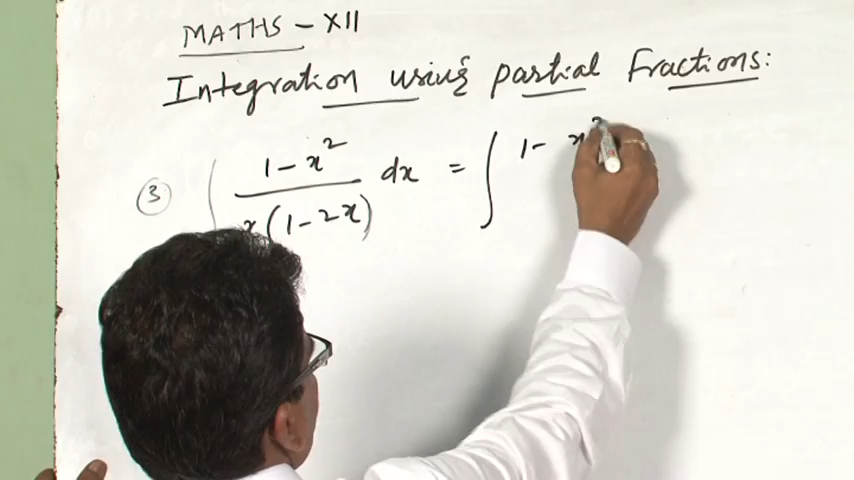 MATHS - XII
Integration using partial Fractions:
③ ∫ (1-x²)/(x(1-2x)) dx = ∫ 1- x²